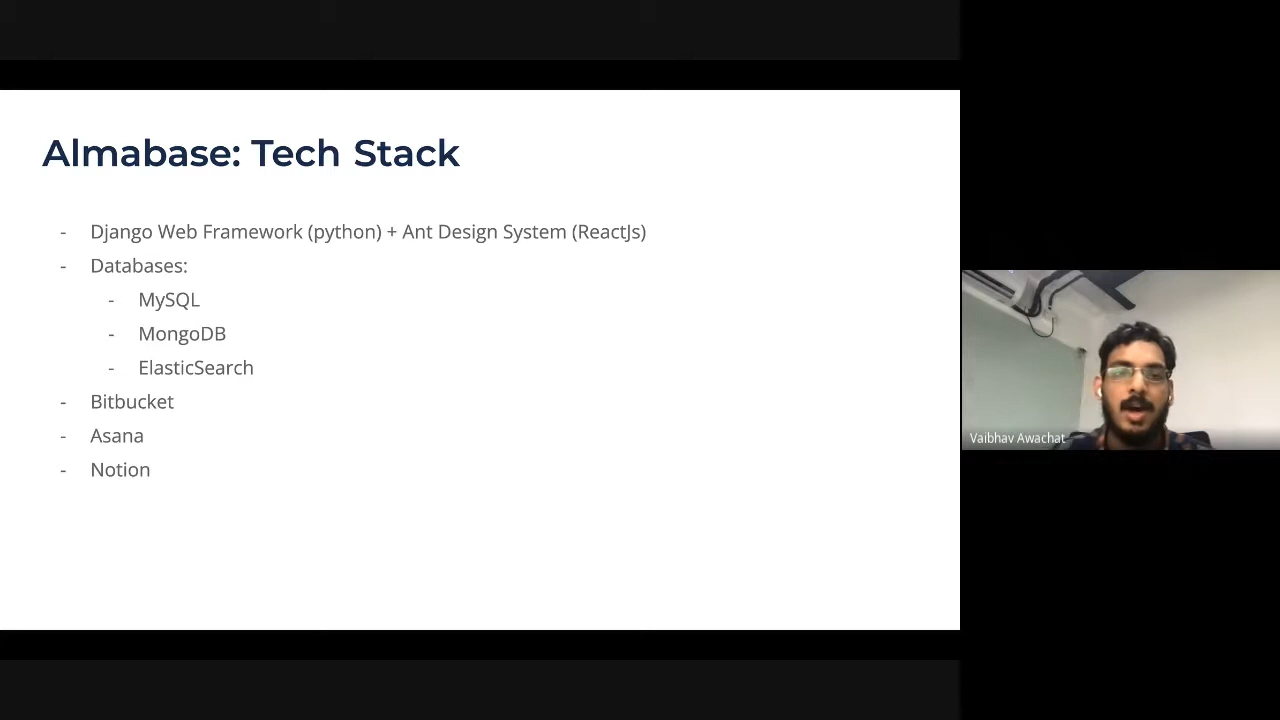 Almabase: Tech Stack
- Django Web Framework (python) + Ant Design System (ReactJs)
- Databases:
- MySQL
- MongoDB
- ElasticSearch
- Bitbucket
- Asana
- Notion
Vaibhav Awachat